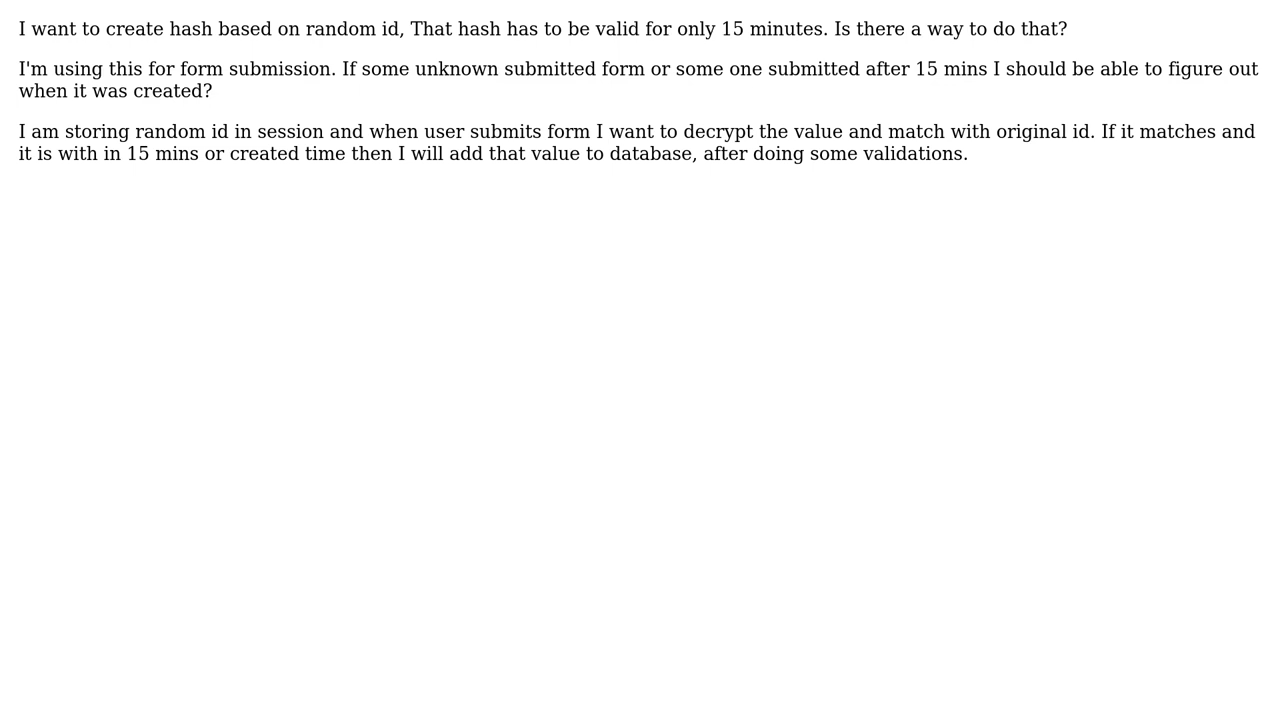 I want to create hash based on random id, That hash has to be valid for only 15 minutes. Is there a way to do that?
I'm using this for form submission. If some unknown submitted form or some one submitted after 15 mins I should be able to figure out
when it was created?
I am storing random id in session and when user submits form I want to decrypt the value and match with original id. If it matches and
it is with in 15 mins or created time then I will add that value to database, after doing some validations.